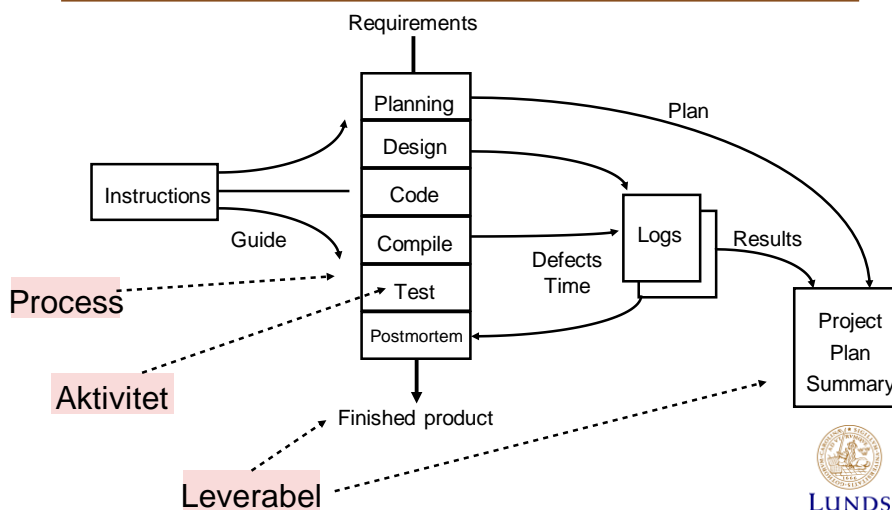 Requirements
Planning
Plan
Design
Instructions
Code
Guide
Compile
Logs
Results
Defects
Time
Process
Test
Project
Plan
Summary
Postmortem
Aktivitet
Finished product
Leverabel
LUNDS